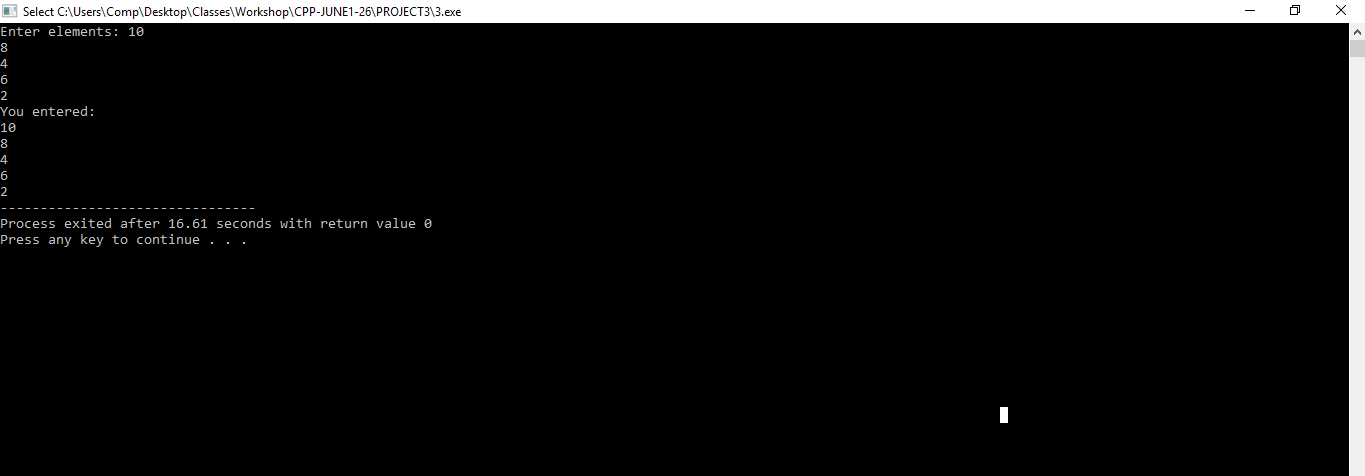 Select C:\Users\Comp\Desktop\Classes\Workshop\CPP-JUNE1-26\PROJECT3\3.exe
Enter elements: 10
8
4
6
2
You entered:
10
8
4
6
2
--------------------------------
Process exited after 16.61 seconds with return value 0
Press any key to continue . . .